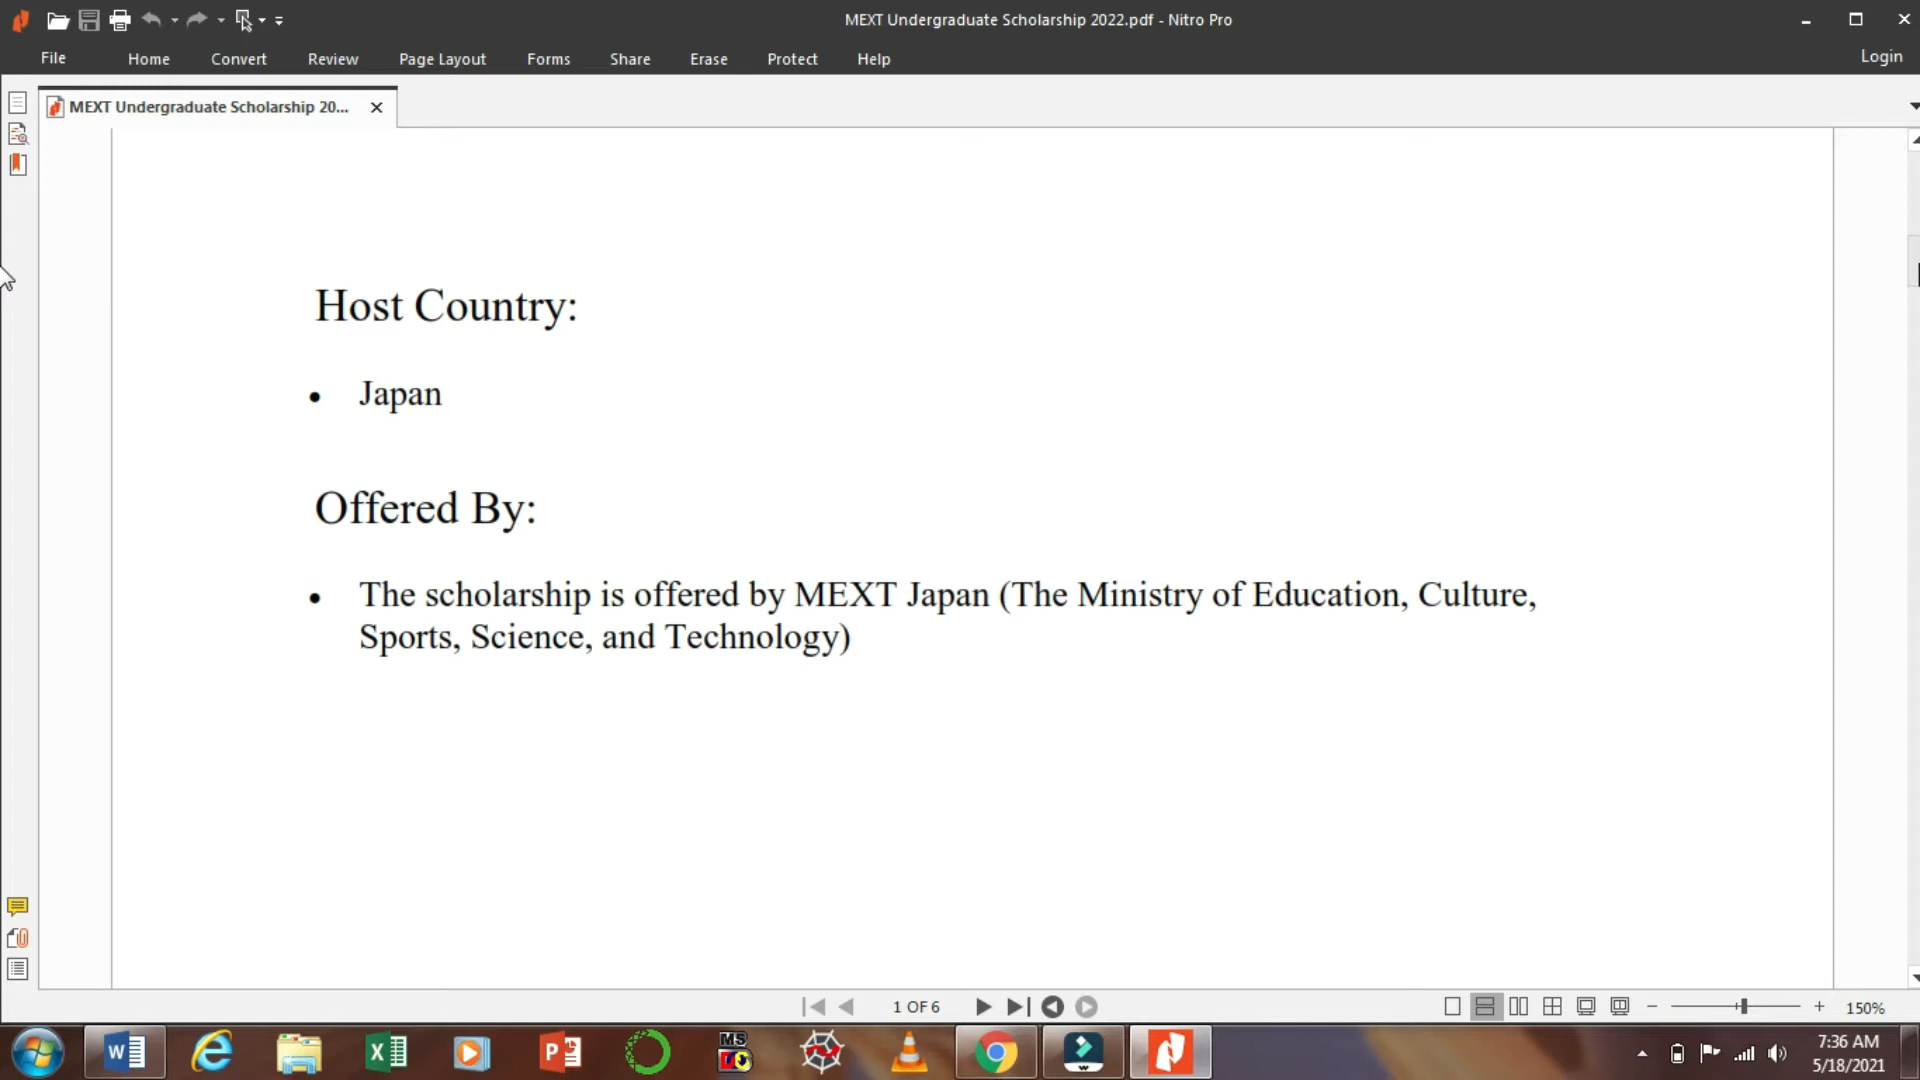 MEXT Undergraduate Scholarship 2022.pdf - Nitro Pro
File Home Convert Review Page Layout Forms Share Erase Protect Help Login
MEXT Undergraduate Scholarship 20...
Host Country:
• Japan
Offered By:
• The scholarship is offered by MEXT Japan (The Ministry of Education, Culture,
Sports, Science, and Technology)
1 OF 6
150%
MS
7:36 AM
5/18/2021